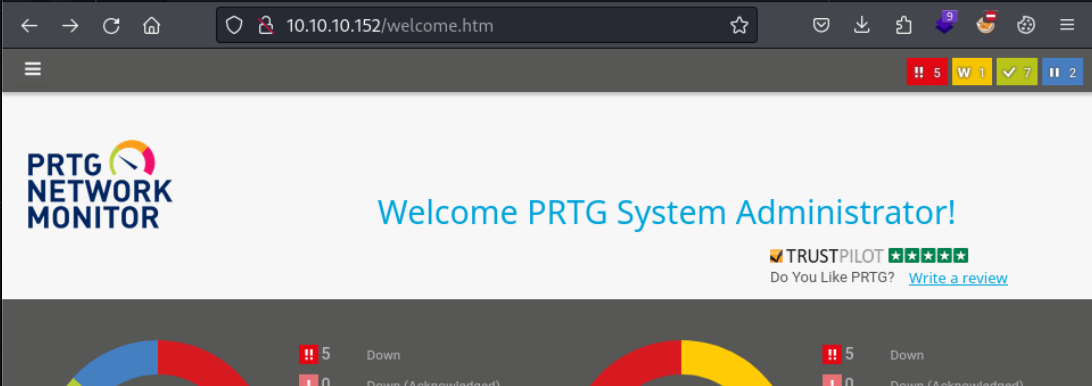 9
10.10.10.152/welcome.htm
!! 5 W 1 7 2
PRTG
NETWORK
MONITOR
Welcome PRTG System Administrator!
TRUSTPILOT
Do You Like PRTG? Write a review
!! 5 Down !! 5 Down
! 0 Down (Acknowledged) ! 0 Down (Acknowledged)